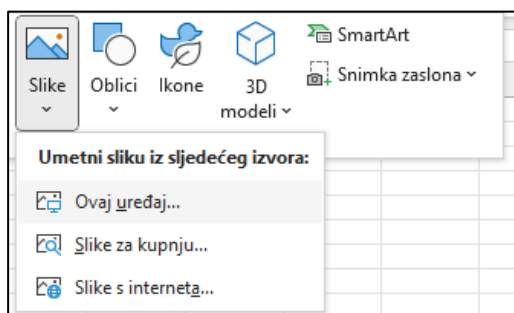 Slike
Oblici
Ikone
3D
modeli
SmartArt
Snimka zaslona
Umetni sliku iz sljedećeg izvora:
Ovaj uređaj...
Slike za kupnju...
Slike s interneta...